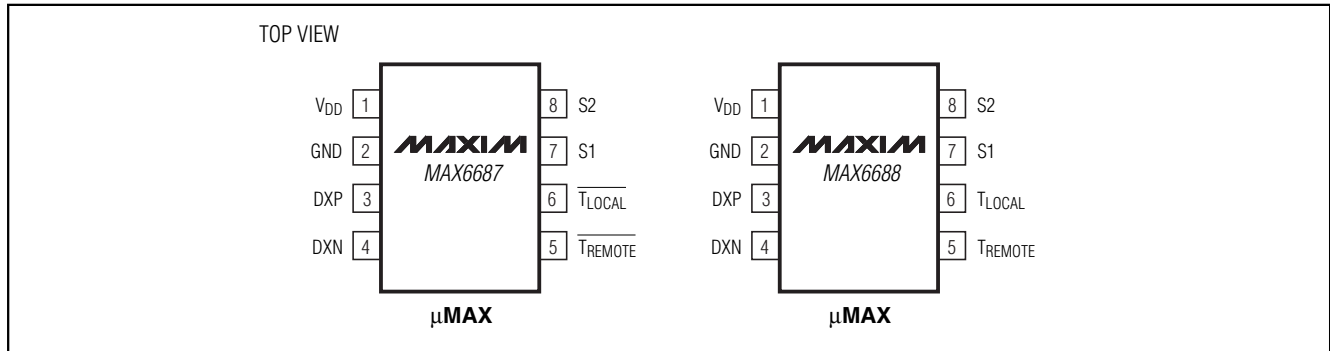 TOP VIEW
VDD 1 8 S2
GND 2 MAXIM 7 S1
MAX6687
DXP 3 6 TLOCAL
DXN 4 5 TREMOTE
µMAX
VDD 1 8 S2
GND 2 MAXIM 7 S1
MAX6688
DXP 3 6 TLOCAL
DXN 4 5 TREMOTE
µMAX